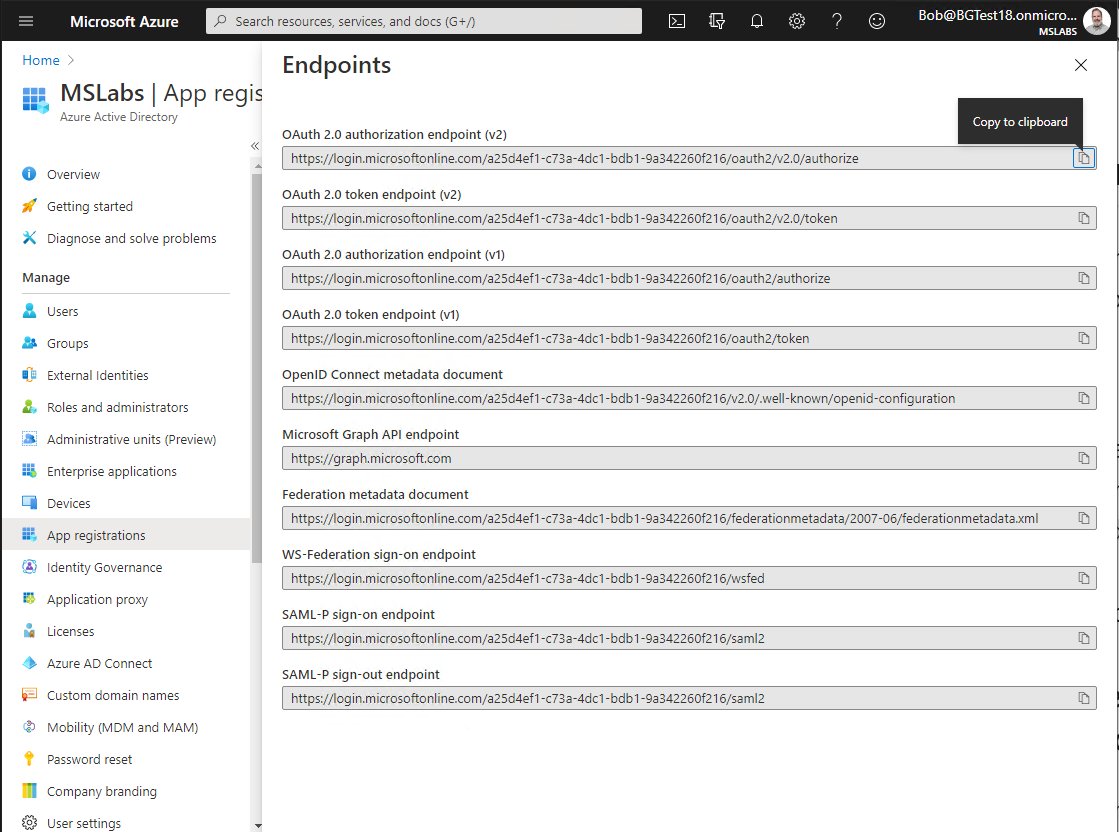 Microsoft Azure
Search resources, services, and docs (G+/)
Bob@BGTest18.onmicro...
MSLABS
Home
MSLabs | App regis
Azure Active Directory
«
Overview
Getting started
Diagnose and solve problems
Manage
Users
Groups
External Identities
Roles and administrators
Administrative units (Preview)
Enterprise applications
Devices
App registrations
Identity Governance
Application proxy
Licenses
Azure AD Connect
Custom domain names
Mobility (MDM and MAM)
Password reset
Company branding
User settings
Endpoints
Copy to clipboard
OAuth 2.0 authorization endpoint (v2)
https://login.microsoftonline.com/a25d4ef1-c73a-4dc1-bdb1-9a342260f216/oauth2/v2.0/authorize
OAuth 2.0 token endpoint (v2)
https://login.microsoftonline.com/a25d4ef1-c73a-4dc1-bdb1-9a342260f216/oauth2/v2.0/token
OAuth 2.0 authorization endpoint (v1)
https://login.microsoftonline.com/a25d4ef1-c73a-4dc1-bdb1-9a342260f216/oauth2/authorize
OAuth 2.0 token endpoint (v1)
https://login.microsoftonline.com/a25d4ef1-c73a-4dc1-bdb1-9a342260f216/oauth2/token
OpenID Connect metadata document
https://login.microsoftonline.com/a25d4ef1-c73a-4dc1-bdb1-9a342260f216/v2.0/.well-known/openid-configuration
Microsoft Graph API endpoint
https://graph.microsoft.com
Federation metadata document
https://login.microsoftonline.com/a25d4ef1-c73a-4dc1-bdb1-9a342260f216/federationmetadata/2007-06/federationmetadata.xml
WS-Federation sign-on endpoint
https://login.microsoftonline.com/a25d4ef1-c73a-4dc1-bdb1-9a342260f216/wsfed
SAML-P sign-on endpoint
https://login.microsoftonline.com/a25d4ef1-c73a-4dc1-bdb1-9a342260f216/saml2
SAML-P sign-out endpoint
https://login.microsoftonline.com/a25d4ef1-c73a-4dc1-bdb1-9a342260f216/saml2